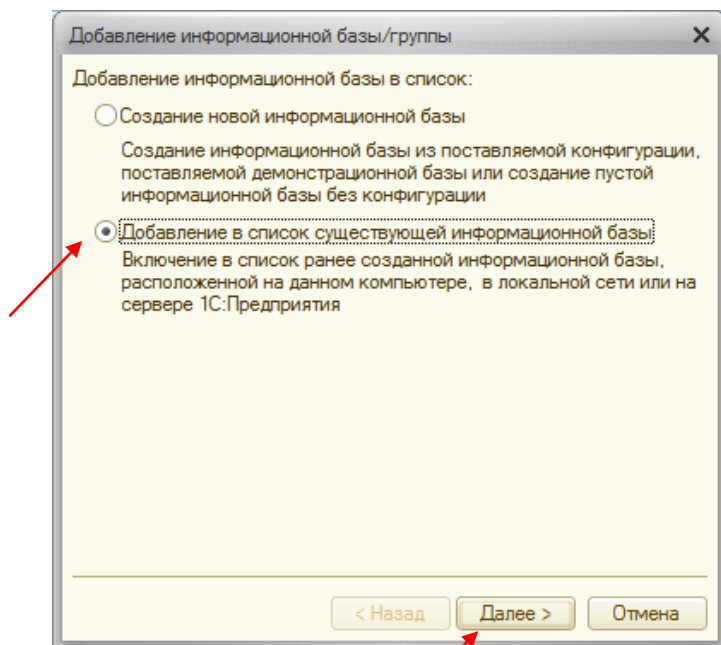 Добавление информационной базы/группы
Добавление информационной базы в список:
Создание новой информационной базы
Создание информационной базы из поставляемой конфигурации,
поставляемой демонстрационной базы или создание пустой
информационной базы без конфигурации
Добавление в список существующей информационной базы
Включение в список ранее созданной информационной базы,
расположенной на данном компьютере, в локальной сети или на
сервере 1С:Предприятия
< Назад Далее > Отмена